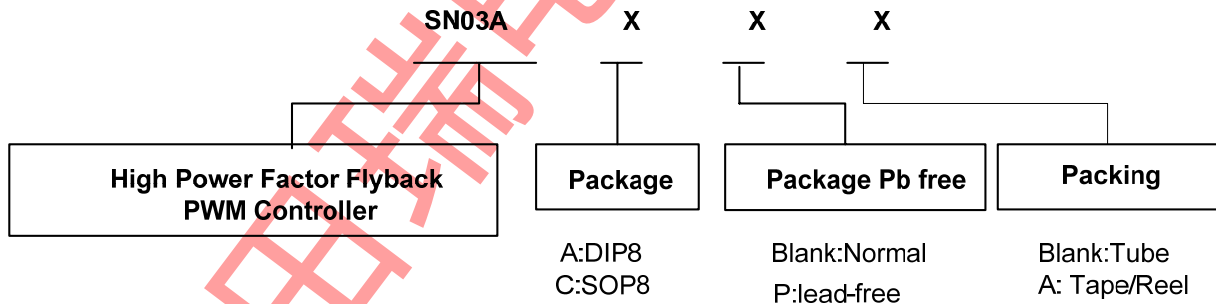 SN03A X X X
High Power Factor Flyback
PWM Controller
Package
Package Pb free
Packing
A:DIP8
C:SOP8
Blank:Normal
P:lead-free
Blank:Tube
A: Tape/Reel